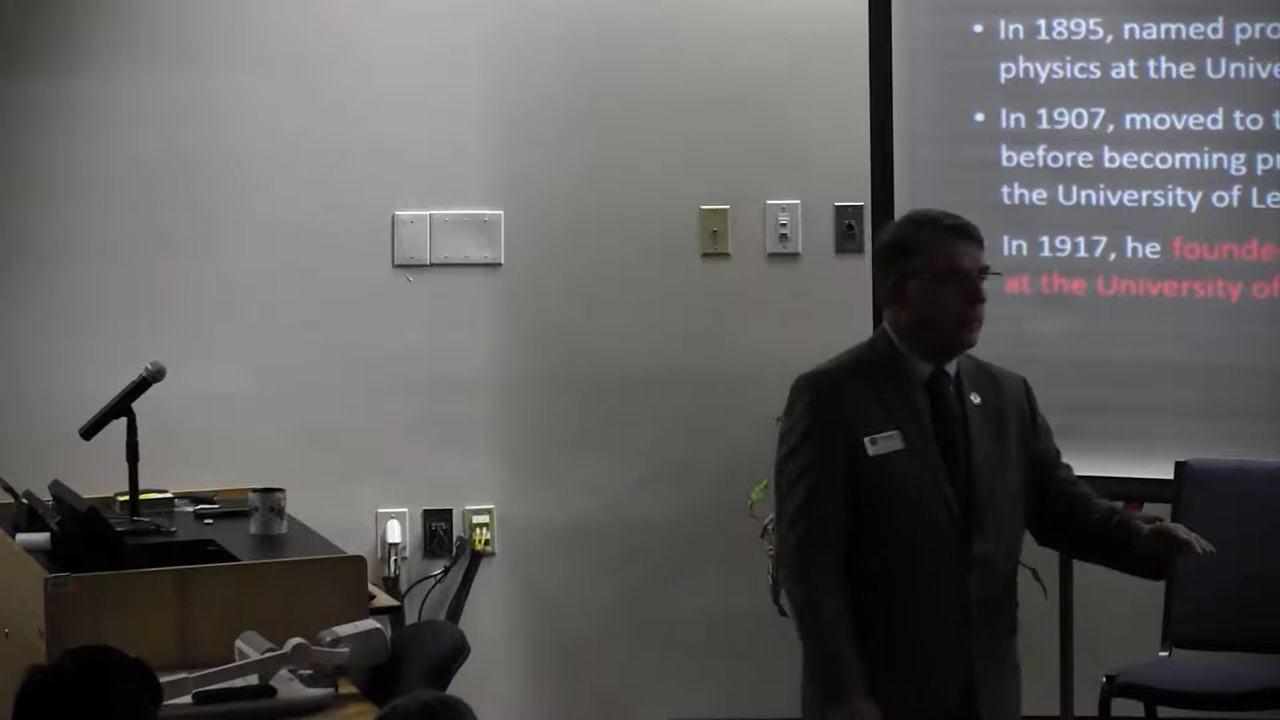 • In 1895, named pro
physics at the Unive
• In 1907, moved to t
before becoming pr
the University of Le
In 1917, he founde
at the University of